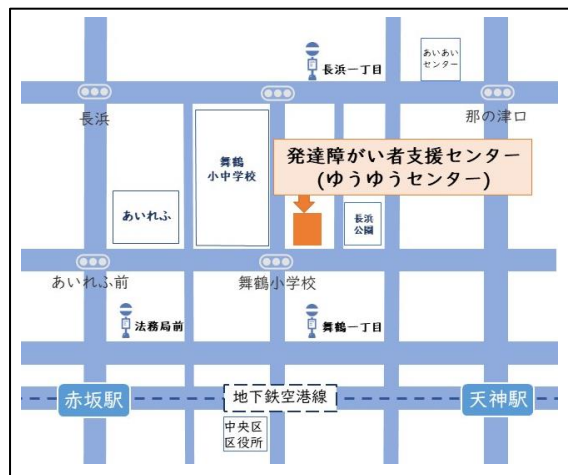 あいあい
センター
長浜一丁目
長浜
那の津口
舞鶴
小中学校
発達障がい者支援センター
(ゆうゆうセンター)
あいれふ
長浜
公園
あいれふ前
舞鶴小学校
法務局前
舞鶴一丁目
赤坂駅
地下鉄空港線
天神駅
中央区
区役所